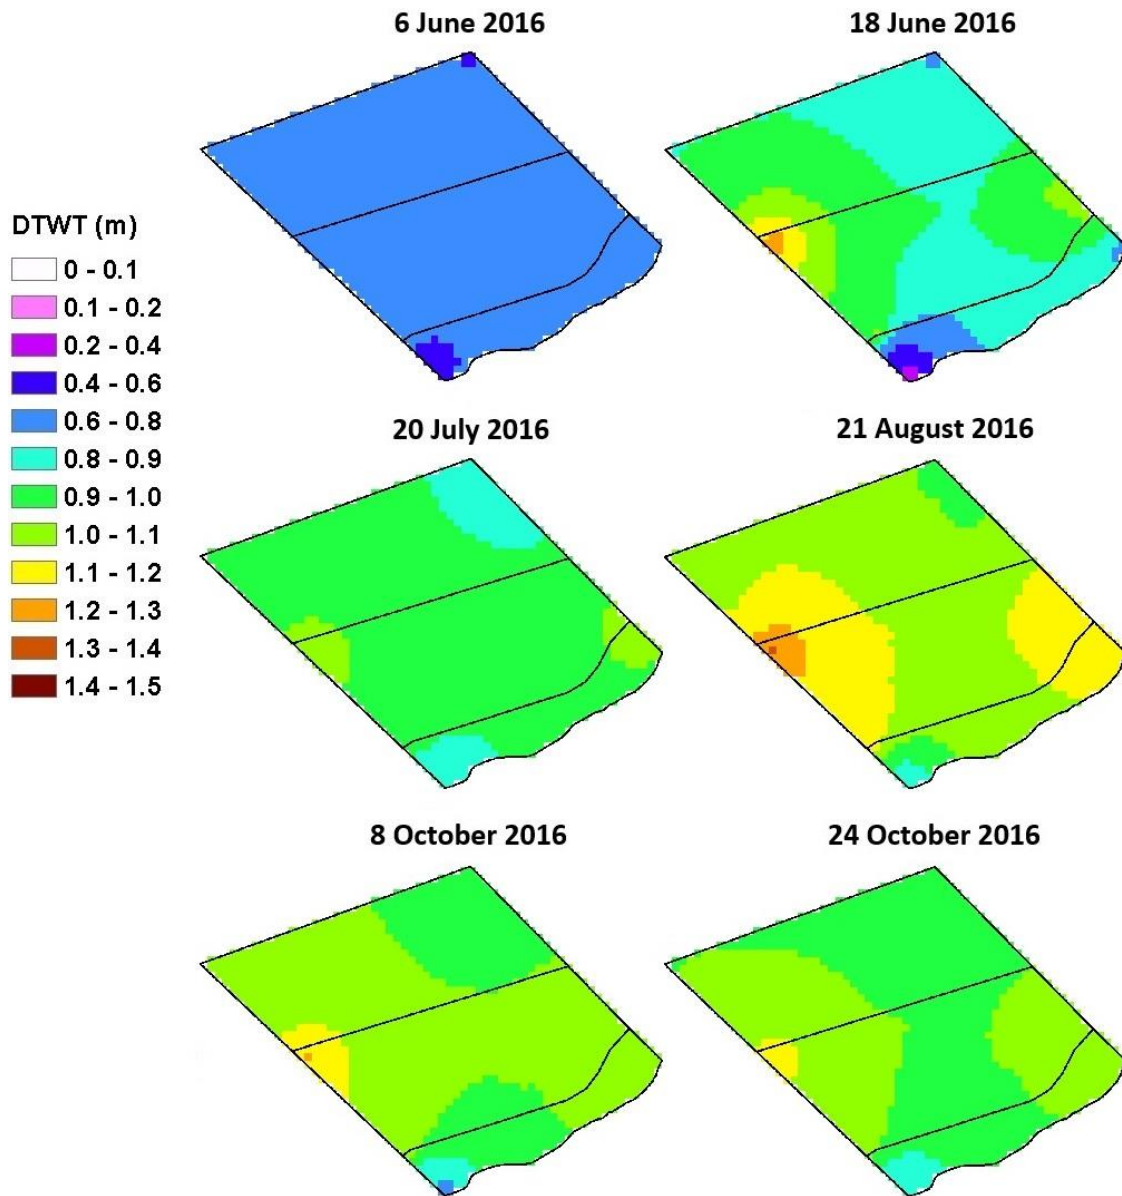 6 June 2016
18 June 2016
DTWT (m)
0 - 0.1
0.1 - 0.2
0.2 - 0.4
0.4 - 0.6
0.6 - 0.8
0.8 - 0.9
0.9 - 1.0
1.0 - 1.1
1.1 - 1.2
1.2 - 1.3
1.3 - 1.4
1.4 - 1.5
20 July 2016
21 August 2016
8 October 2016
24 October 2016